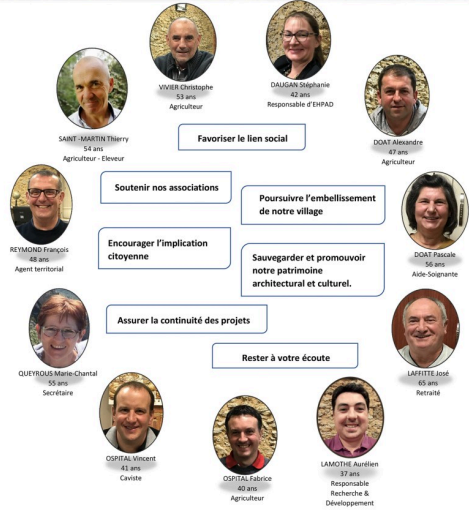 VIVIER Christophe
53 ans
Agriculteur
DAUGAN Stéphanie
42 ans
Responsable d'EHPAD
SAINT -MARTIN Thierry
54 ans
Agriculteur - Eleveur
DOAT Alexandre
47 ans
Agriculteur
Favoriser le lien social
Soutenir nos associations
Poursuivre l'embellissement
de notre village
REYMOND François
48 ans
Agent territorial
Encourager l'implication
citoyenne
Sauvegarder et promouvoir
notre patrimoine
architectural et culturel.
DOAT Pascale
56 ans
Aide-Soignante
Assurer la continuité des projets
Rester à votre écoute
QUEYROUS Marie-Chantal
55 ans
Secrétaire
LAFFITTE José
65 ans
Retraité
OSPITAL Vincent
41 ans
Caviste
OSPITAL Fabrice
40 ans
Agriculteur
LAMOTHE Aurélien
37 ans
Responsable
Recherche &
Développement